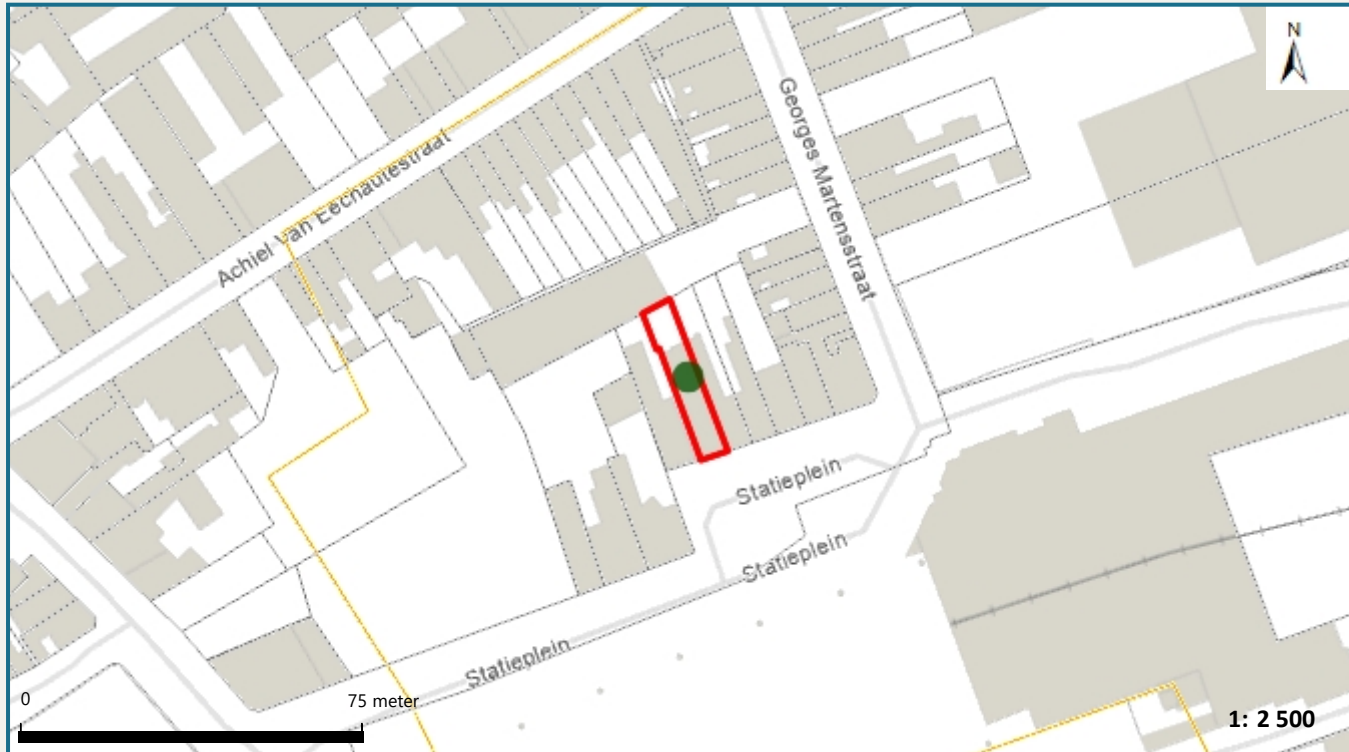 N
Achiel Van Eechautestraat
Georges Martensstraat
Statieplein
Statieplein
Statieplein
0
75 meter
1: 2 500